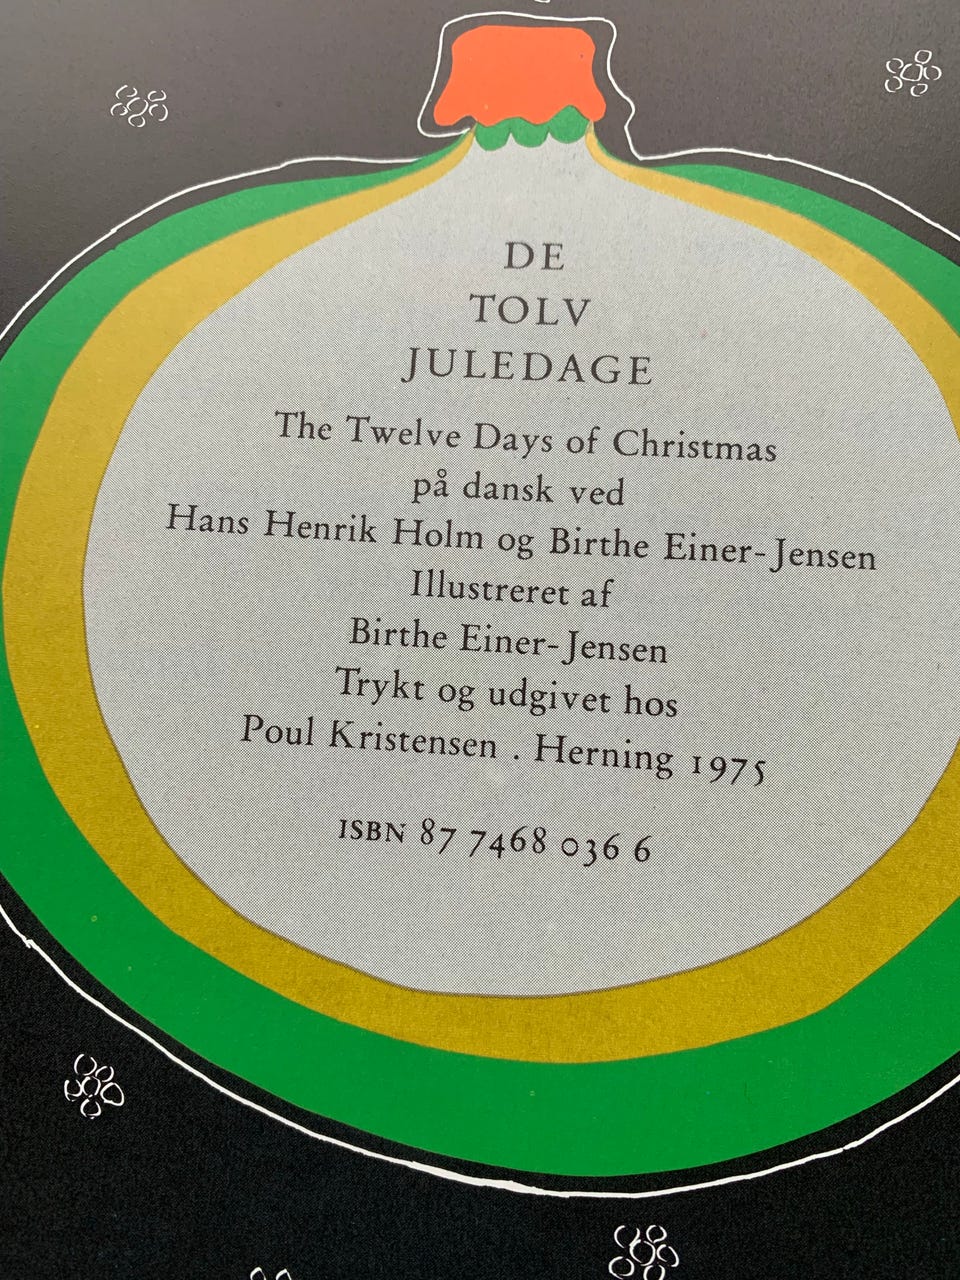 DE
TOLV
JULEDAGE
The Twelve Days of Christmas
på dansk ved
Hans Henrik Holm og Birthe Einer-Jensen
Illustreret af
Birthe Einer-Jensen
Trykt og udgivet hos
Poul Kristensen . Herning 1975
ISBN 87 7468 036 6